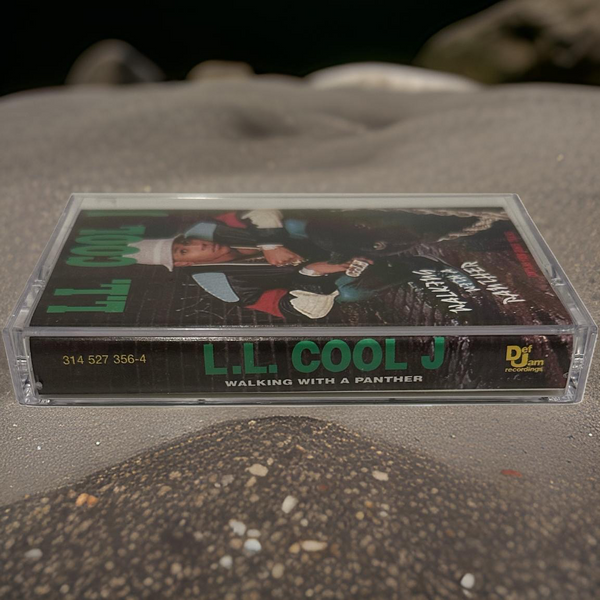 L.L. COOL J
WALKING
WITH A
PANTHER
314 527 356-4
L.L. COOL J
WALKING WITH A PANTHER
Def
Jam
recordings